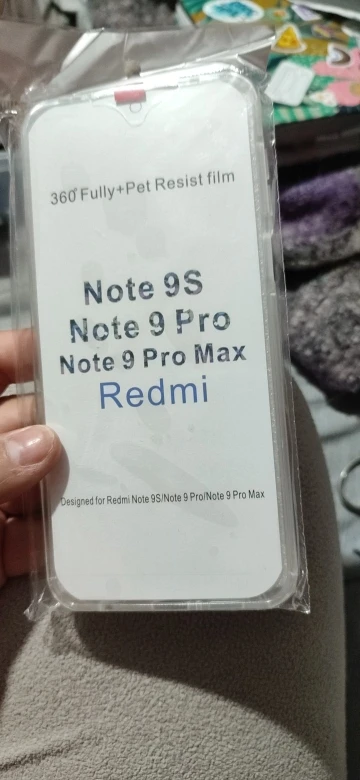 360°Fully+Pet Resist film
Note 9S
Note 9 Pro
Note 9 Pro Max
Redmi
Designed for Redmi Note 9S/Note 9 Pro/Note 9 Pro Max